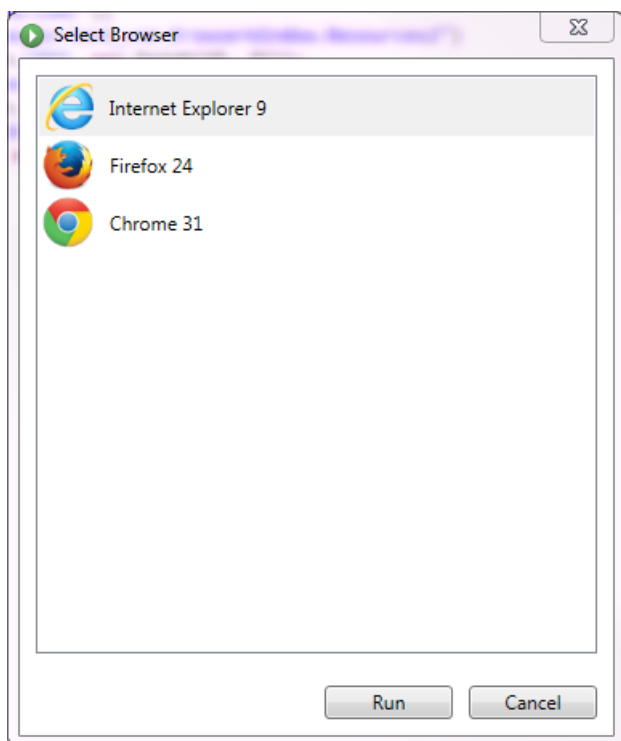 Select Browser
Internet Explorer 9
Firefox 24
Chrome 31
Run
Cancel